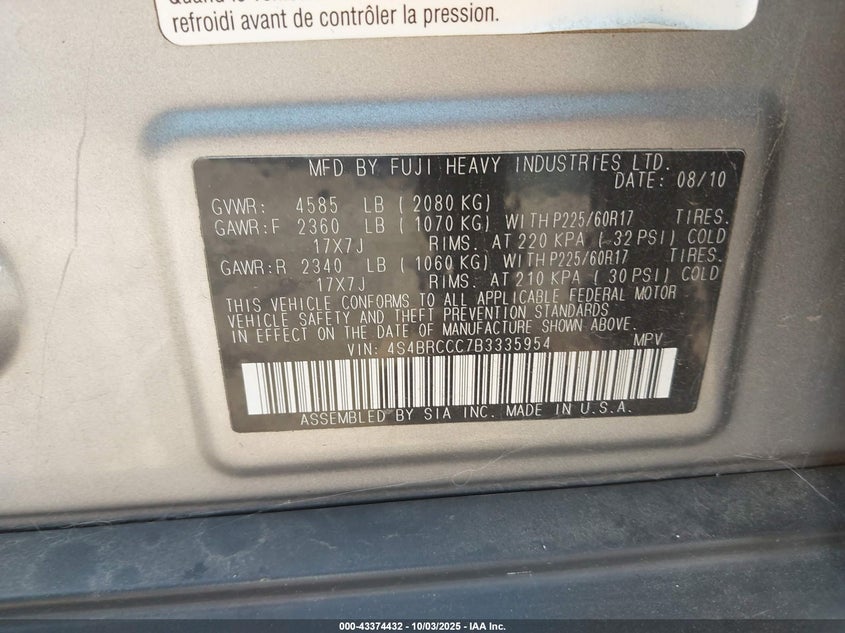 refroidi avant de contrôler la pression.
MFD BY FUJI HEAVY INDUSTRIES LTD.
DATE: 08/10
GVWR: 4585 LB ( 2080 KG)
GAWR:F 2360 LB ( 1070 KG) WITH P225/60R17 TIRES.
17X7J RIMS. AT 220 KPA ( 32 PSI) COLD
GAWR:R 2340 LB ( 1060 KG) WITH P225/60R17 TIRES.
17X7J RIMS. AT 210 KPA ( 30 PSI) COLD
THIS VEHICLE CONFORMS TO ALL APPLICABLE FEDERAL MOTOR
VEHICLE SAFETY AND THEFT PREVENTION STANDARDS
IN EFFECT ON THE DATE OF MANUFACTURE SHOWN ABOVE.
VIN: 4S4BRCCC7B3335954 MPV
ASSEMBLED BY SIA INC. MADE IN U.S.A.
000-43374432 - 10/03/2025 - IAA Inc.